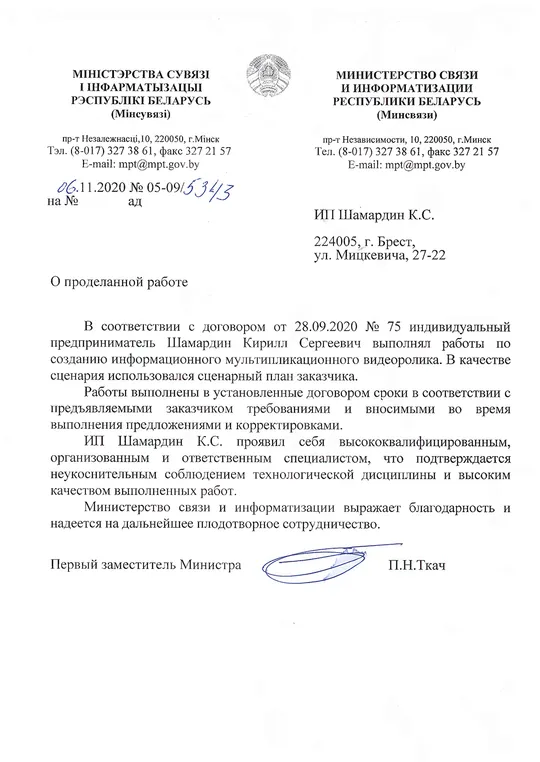 МІНІСТЭРСТВА СУВЯЗІ
І ІНФАРМАТЫЗАЦЫІ
РЭСПУБЛІКІ БЕЛАРУСЬ
(Мінсувязі)
пр-т Незалежнасці,10, 220050, г.Мінск
Тэл. (8-017) 327 38 61, факс 327 21 57
E-mail: mpt@mpt.gov.by
06.11.2020 № 05-09/5343
на № ад
МИНИСТЕРСТВО СВЯЗИ
И ИНФОРМАТИЗАЦИИ
РЕСПУБЛИКИ БЕЛАРУСЬ
(Минсвязи)
пр-т Независимости, 10, 220050, г.Минск
Тел. (8-017) 327 38 61, факс 327 21 57
E-mail: mpt@mpt.gov.by
ИП Шамардин К.С.
224005, г. Брест,
ул. Мицкевича, 27-22
О проделанной работе
В соответствии с договором от 28.09.2020 № 75 индивидуальный
предприниматель Шамардин Кирилл Сергеевич выполнял работы по
созданию информационного мультипликационного видеоролика. В качестве
сценария использовался сценарный план заказчика.
Работы выполнены в установленные договором сроки в соответствии с
предъявляемыми заказчиком требованиями и вносимыми во время
выполнения предложениями и корректировками.
ИП Шамардин К.С. проявил себя высококвалифицированным,
организованным и ответственным специалистом, что подтверждается
неукоснительным соблюдением технологической дисциплины и высоким
качеством выполненных работ.
Министерство связи и информатизации выражает благодарность и
надеется на дальнейшее плодотворное сотрудничество.
Первый заместитель Министра П.Н.Ткач